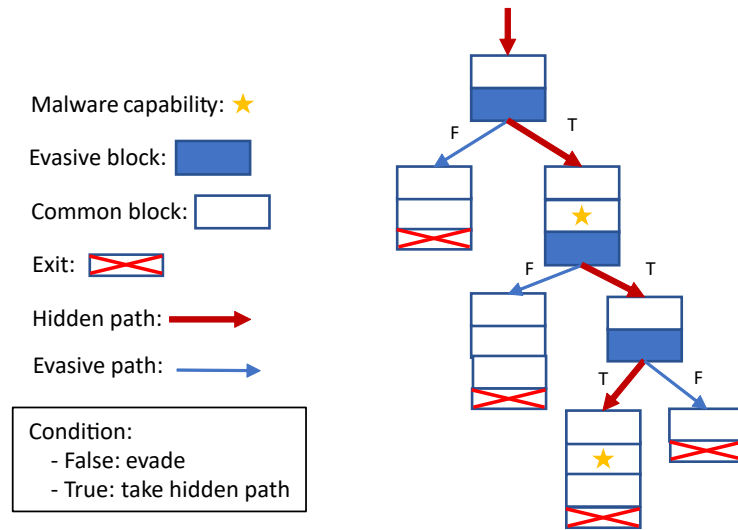 Malware capability:
Evasive block:
Common block:
Exit:
Hidden path:
Evasive path:
Condition:
- False: evade
- True: take hidden path
F
T
F
T
T
F